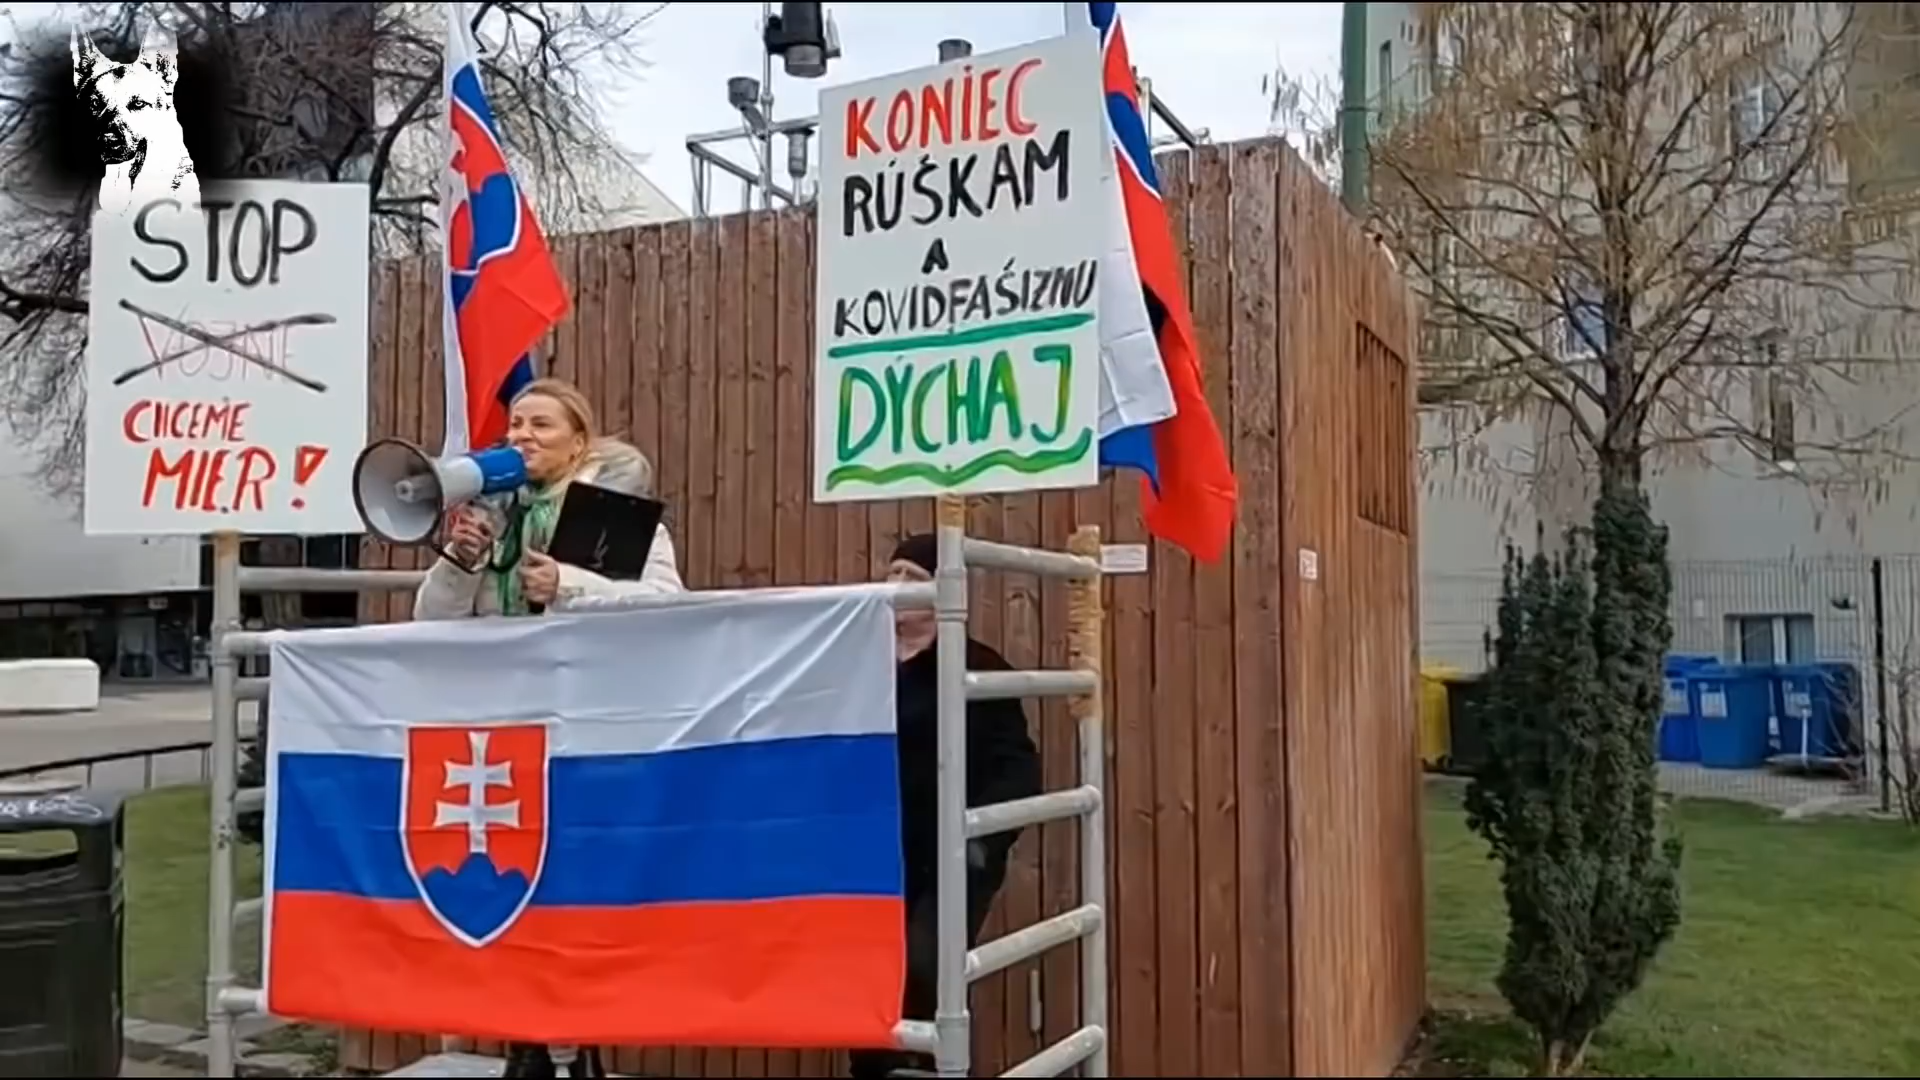 STOP
VOJNE
CHCEME
MIER!
KONIEC
RÚŠKAM
A
KOVIDFAŠIZMU
DÝCHAJ